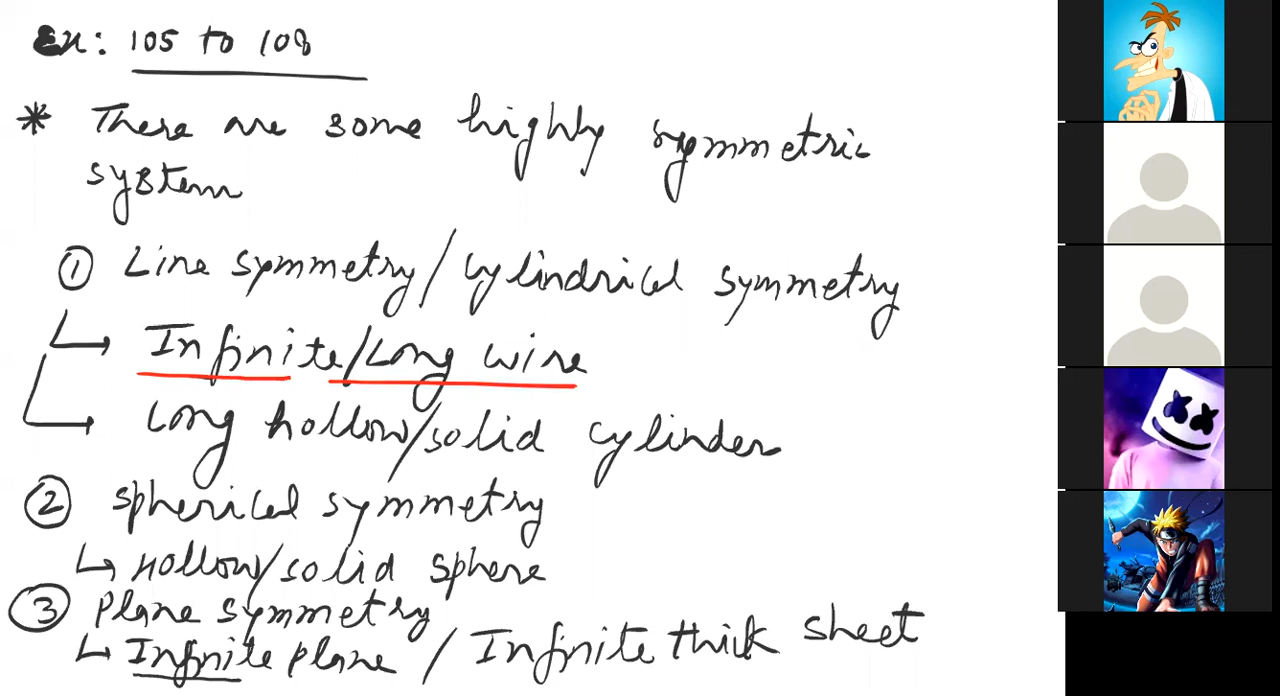 Ex: 105 to 108
* There are some highly symmetric
system
① Line symmetry/cylindrical symmetry
↳ Infinite/Long wire
↳ Long hollow/solid cylinder
② Spherical symmetry
↳ Hollow/solid sphere
③ Plane symmetry
↳ Infinite plane / Infinite thick sheet